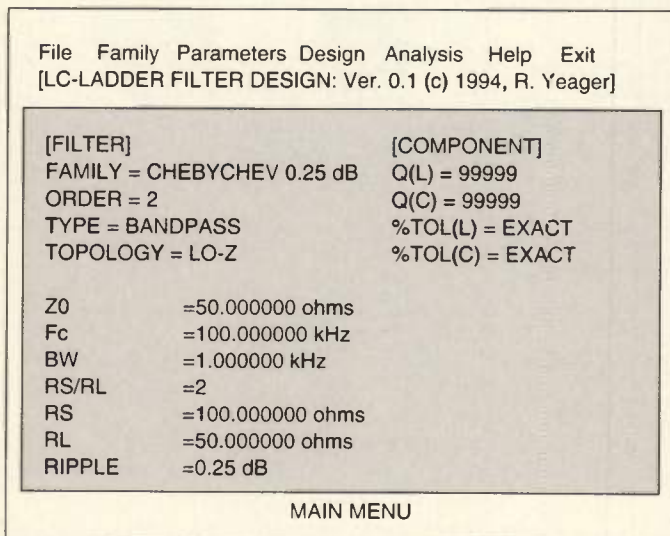 File Family Parameters Design Analysis Help Exit
[LC-LADDER FILTER DESIGN: Ver. 0.1 (c) 1994, R. Yeager]
[FILTER] [COMPONENT]
FAMILY = CHEBYCHEV 0.25 dB Q(L) = 99999
ORDER = 2 Q(C) = 99999
TYPE = BANDPASS %TOL(L) = EXACT
TOPOLOGY = LO-Z %TOL(C) = EXACT
Z0 =50.000000 ohms
Fc =100.000000 kHz
BW =1.000000 kHz
RS/RL =2
RS =100.000000 ohms
RL =50.000000 ohms
RIPPLE =0.25 dB
MAIN MENU